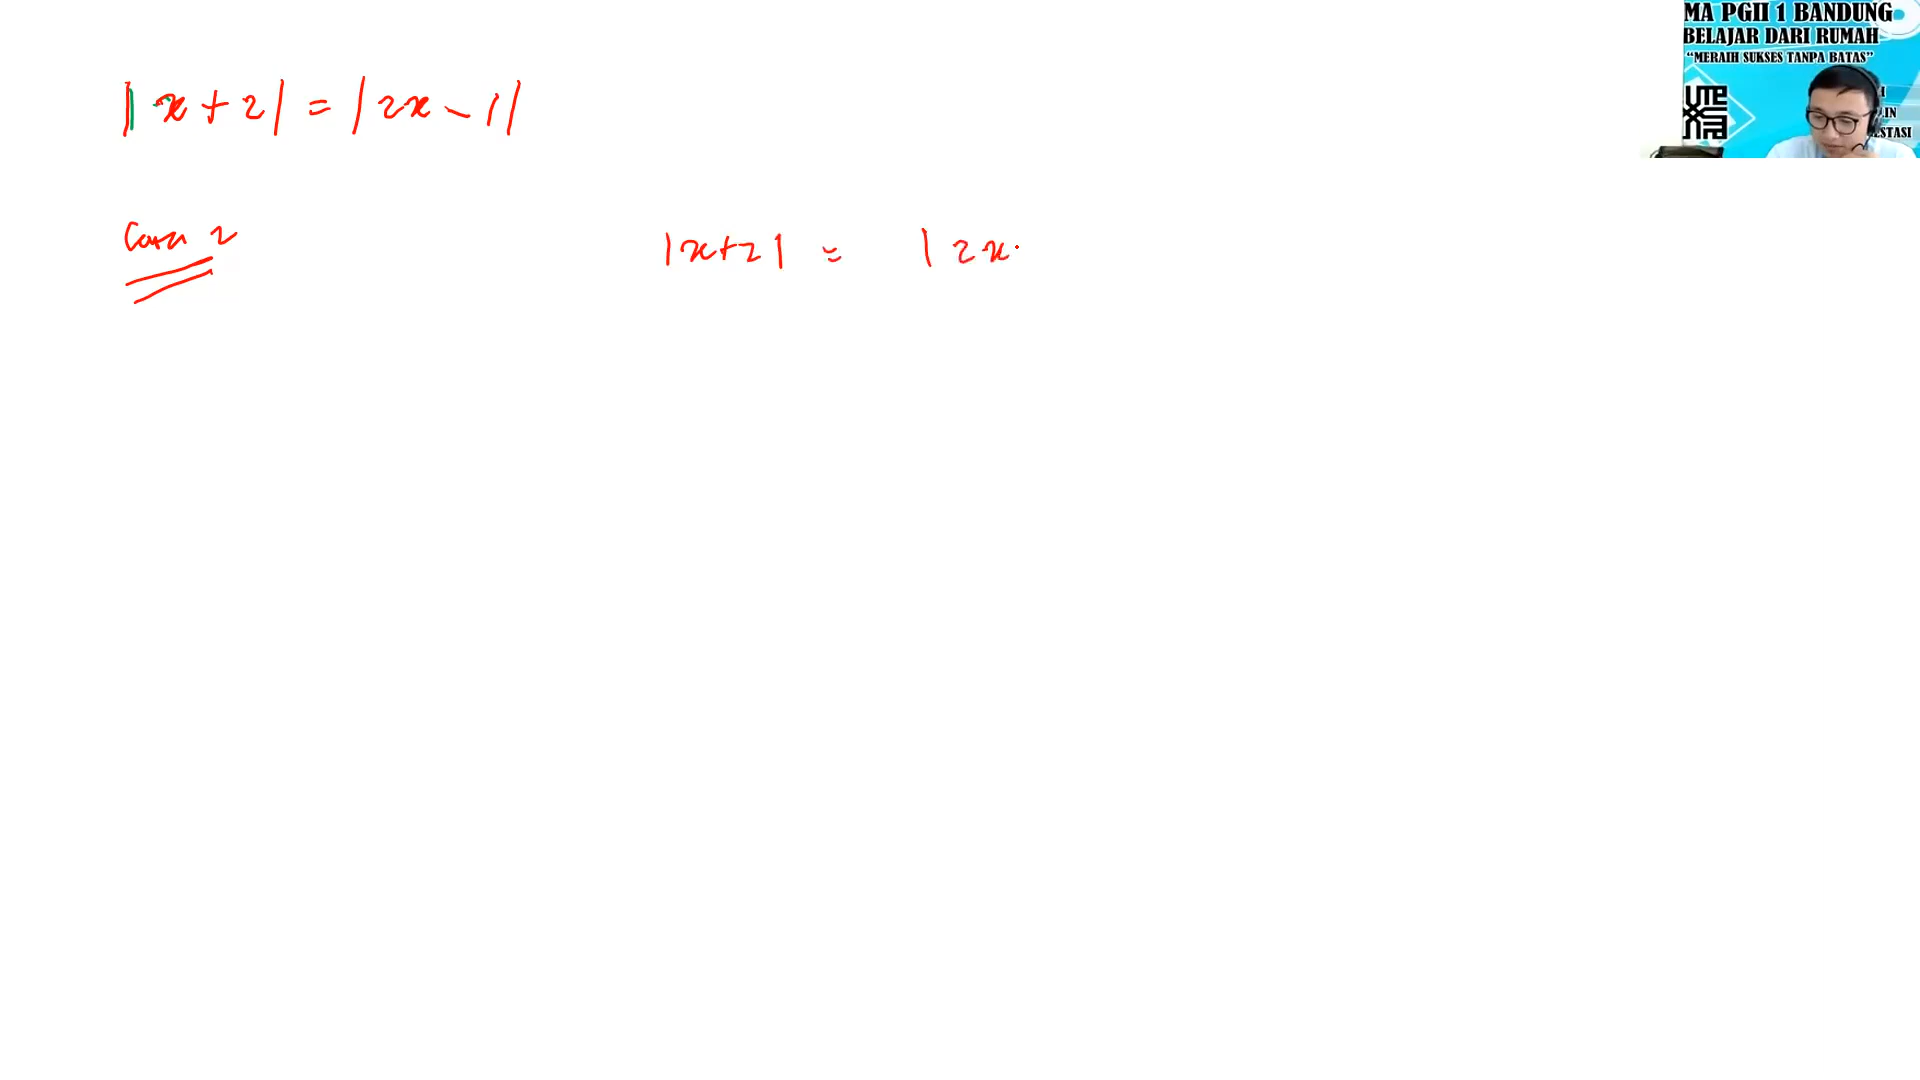 |x+2| = |2x-1|
Cara 2
|x+2| = |2x
MA PGII 1 BANDUNG
BELAJAR DARI RUMAH
“MERAIH SUKSES TANPA BATAS”